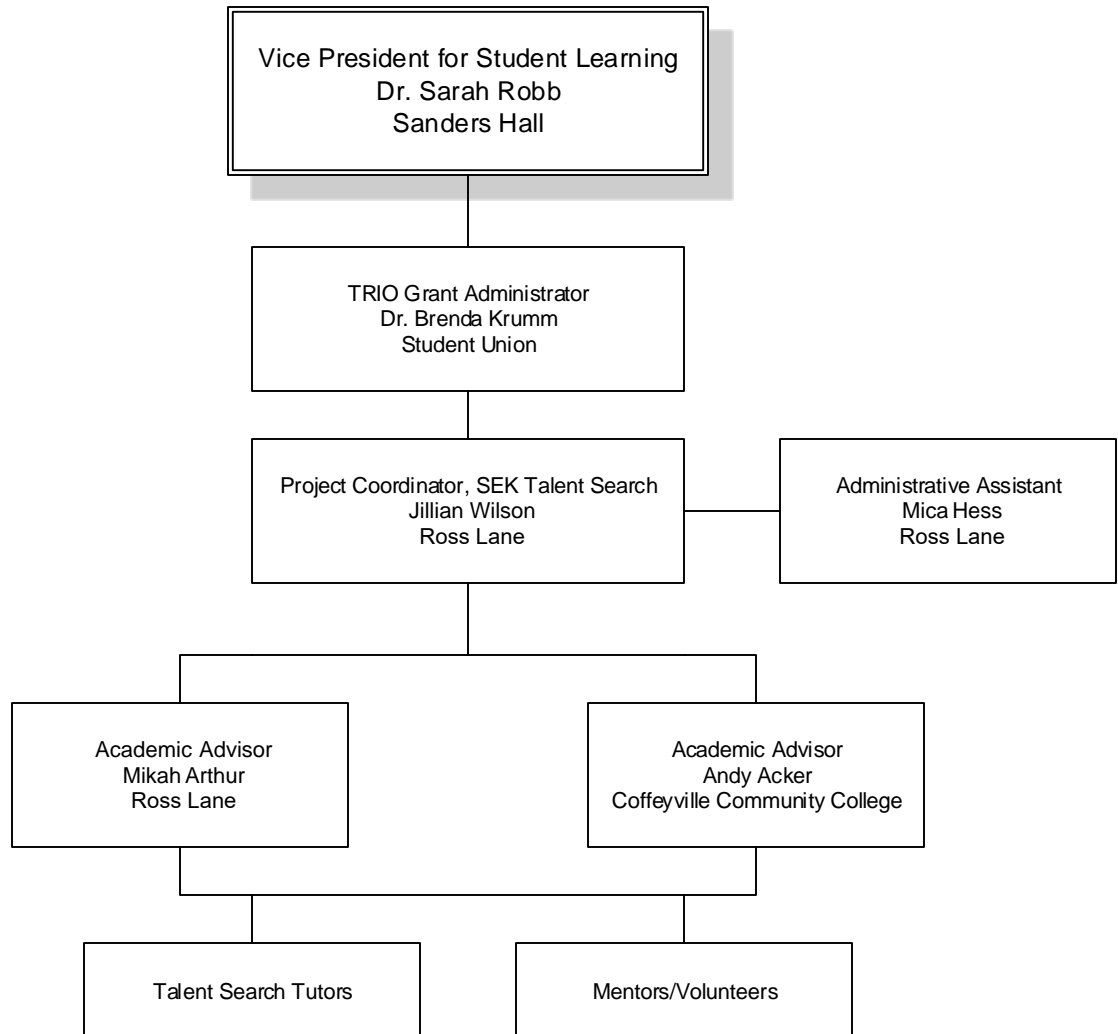 Vice President for Student Learning
Dr. Sarah Robb
Sanders Hall
TRIO Grant Administrator
Dr. Brenda Krumm
Student Union
Project Coordinator, SEK Talent Search
Jillian Wilson
Ross Lane
Administrative Assistant
Mica Hess
Ross Lane
Academic Advisor
Mikah Arthur
Ross Lane
Academic Advisor
Andy Acker
Coffeyville Community College
Talent Search Tutors
Mentors/Volunteers